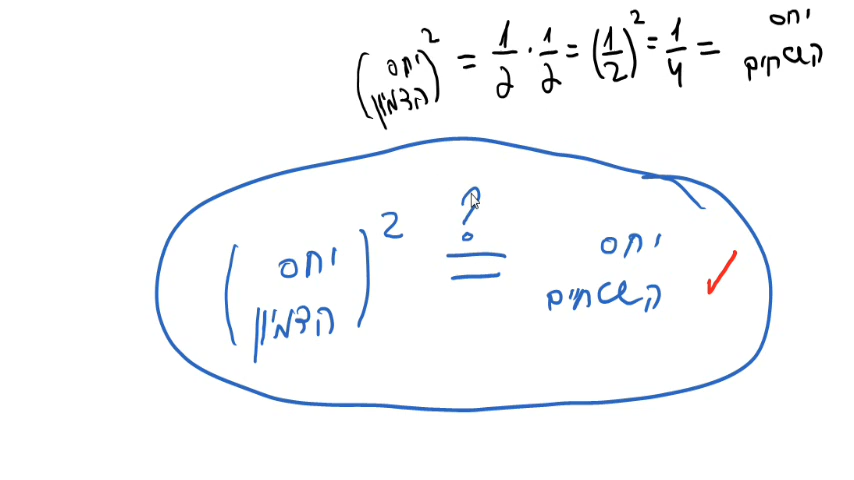 (יחס הדמיון)² = 1/2 · 1/2 = (1/2)² = 1/4 = יחס השטחים
(יחס הדמיון)² ?= יחס השטחים ✓